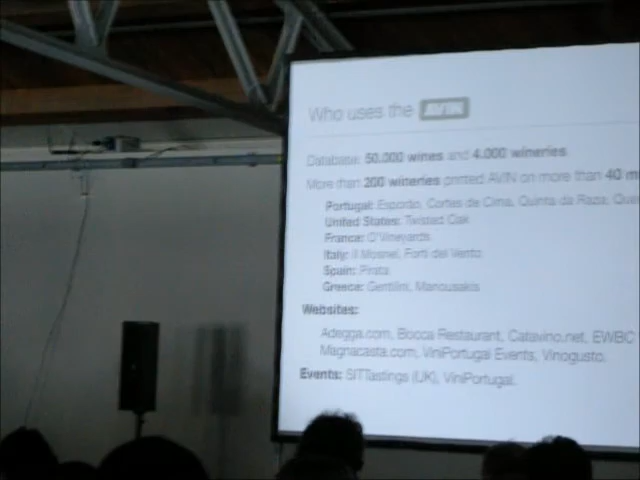 Who uses the AVIN
Database: 50.000 wines and 4.000 wineries
More than 200 wineries printed AVIN on more than 40 m
Portugal: Esporão, Cortes de Cima, Quinta da Raza, Qui
United States: Twisted Oak
France: O'Vineyards
Italy: Il Mosnel, Forti del Vento
Spain: Pirata
Greece: Gentilini, Manousakis
Websites:
Adegga.com, Bocca Restaurant, Catavino.net, EWBC
Magnacasta.com, ViniPortugal Events, Vinogusto.
Events: SITTastings (UK), ViniPortugal.